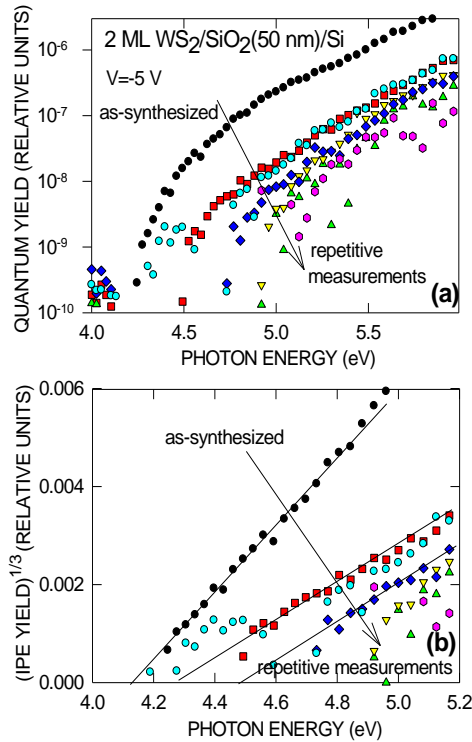 2 ML WS2/SiO2(50 nm)/Si
(a)
V=-5 V
as-synthesized
repetitive
measurements
QUANTUM YIELD (RELATIVE UNITS)
10-6
10-7
10-8
10-9
10-10
4.0 4.5 5.0 5.5
PHOTON ENERGY (eV)
(IPE YIELD)1/3 (RELATIVE UNITS)
0.006
0.004
0.002
0.000
as-synthesized
(b)
repetitive measurements
4.0 4.2 4.4 4.6 4.8 5.0 5.2
PHOTON ENERGY (eV)